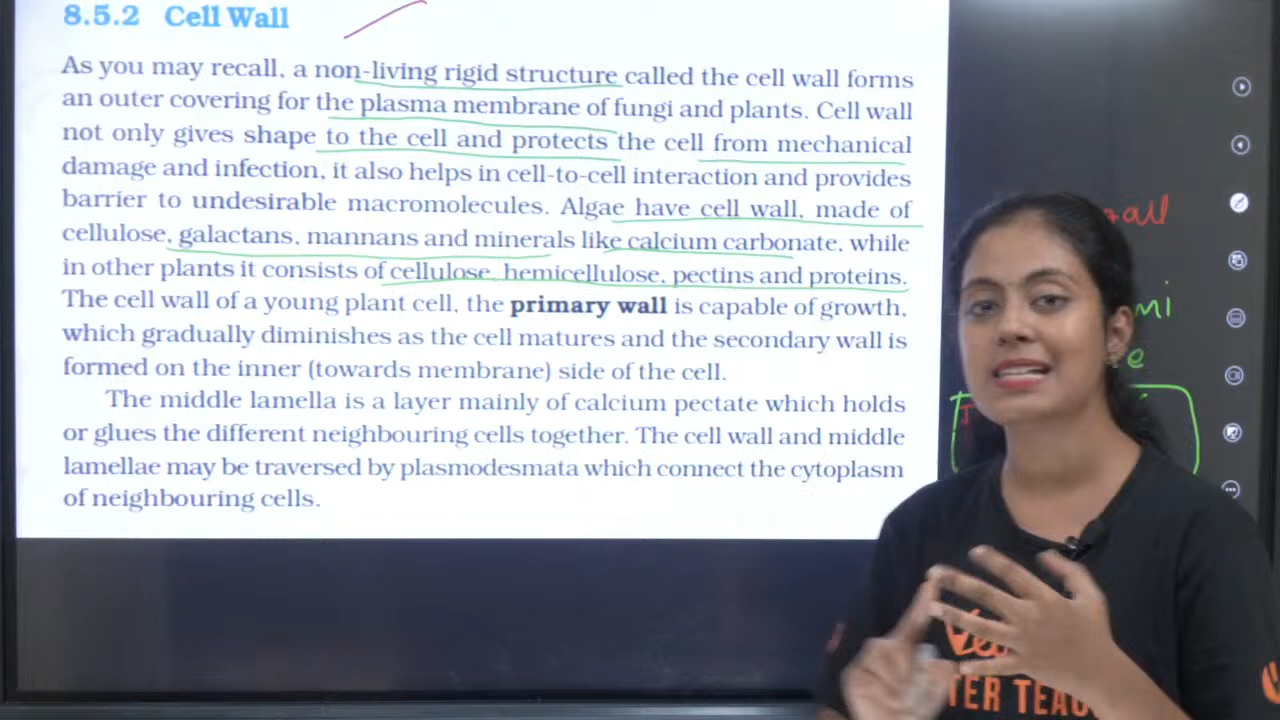 8.5.2 Cell Wall
As you may recall, a non-living rigid structure called the cell wall forms
an outer covering for the plasma membrane of fungi and plants. Cell wall
not only gives shape to the cell and protects the cell from mechanical
damage and infection, it also helps in cell-to-cell interaction and provides
barrier to undesirable macromolecules. Algae have cell wall, made of
cellulose, galactans, mannans and minerals like calcium carbonate, while
in other plants it consists of cellulose, hemicellulose, pectins and proteins.
The cell wall of a young plant cell, the primary wall is capable of growth,
which gradually diminishes as the cell matures and the secondary wall is
formed on the inner (towards membrane) side of the cell.
The middle lamella is a layer mainly of calcium pectate which holds
or glues the different neighbouring cells together. The cell wall and middle
lamellae may be traversed by plasmodesmata which connect the cytoplasm
of neighbouring cells.